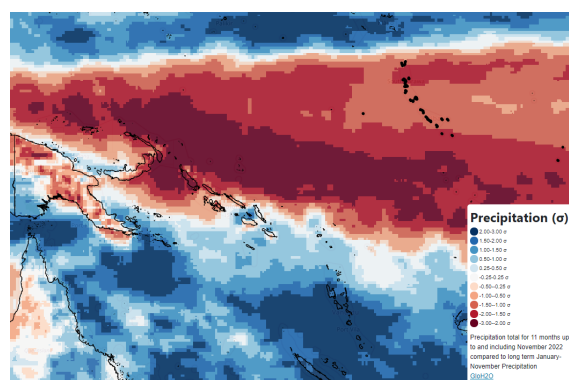 Precipitation (σ)
2.00-3.00 σ
1.50-2.00 σ
1.00-1.50 σ
0.50-1.00 σ
0.25-0.50 σ
-0.25-0.25 σ
-0.50--0.25 σ
-1.00--0.50 σ
-1.50--1.00 σ
-2.00--1.50 σ
-3.00--2.00 σ
Precipitation total for 11 months up
to and including November 2022
compared to long term January-
November Precipitation
GloH2O